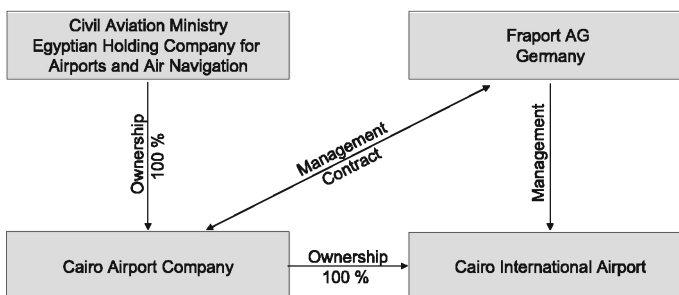 Civil Aviation Ministry
Egyptian Holding Company for
Airports and Air Navigation
Fraport AG
Germany
Ownership
100 %
Management
Contract
Management
Cairo Airport Company
Ownership
100 %
Cairo International Airport